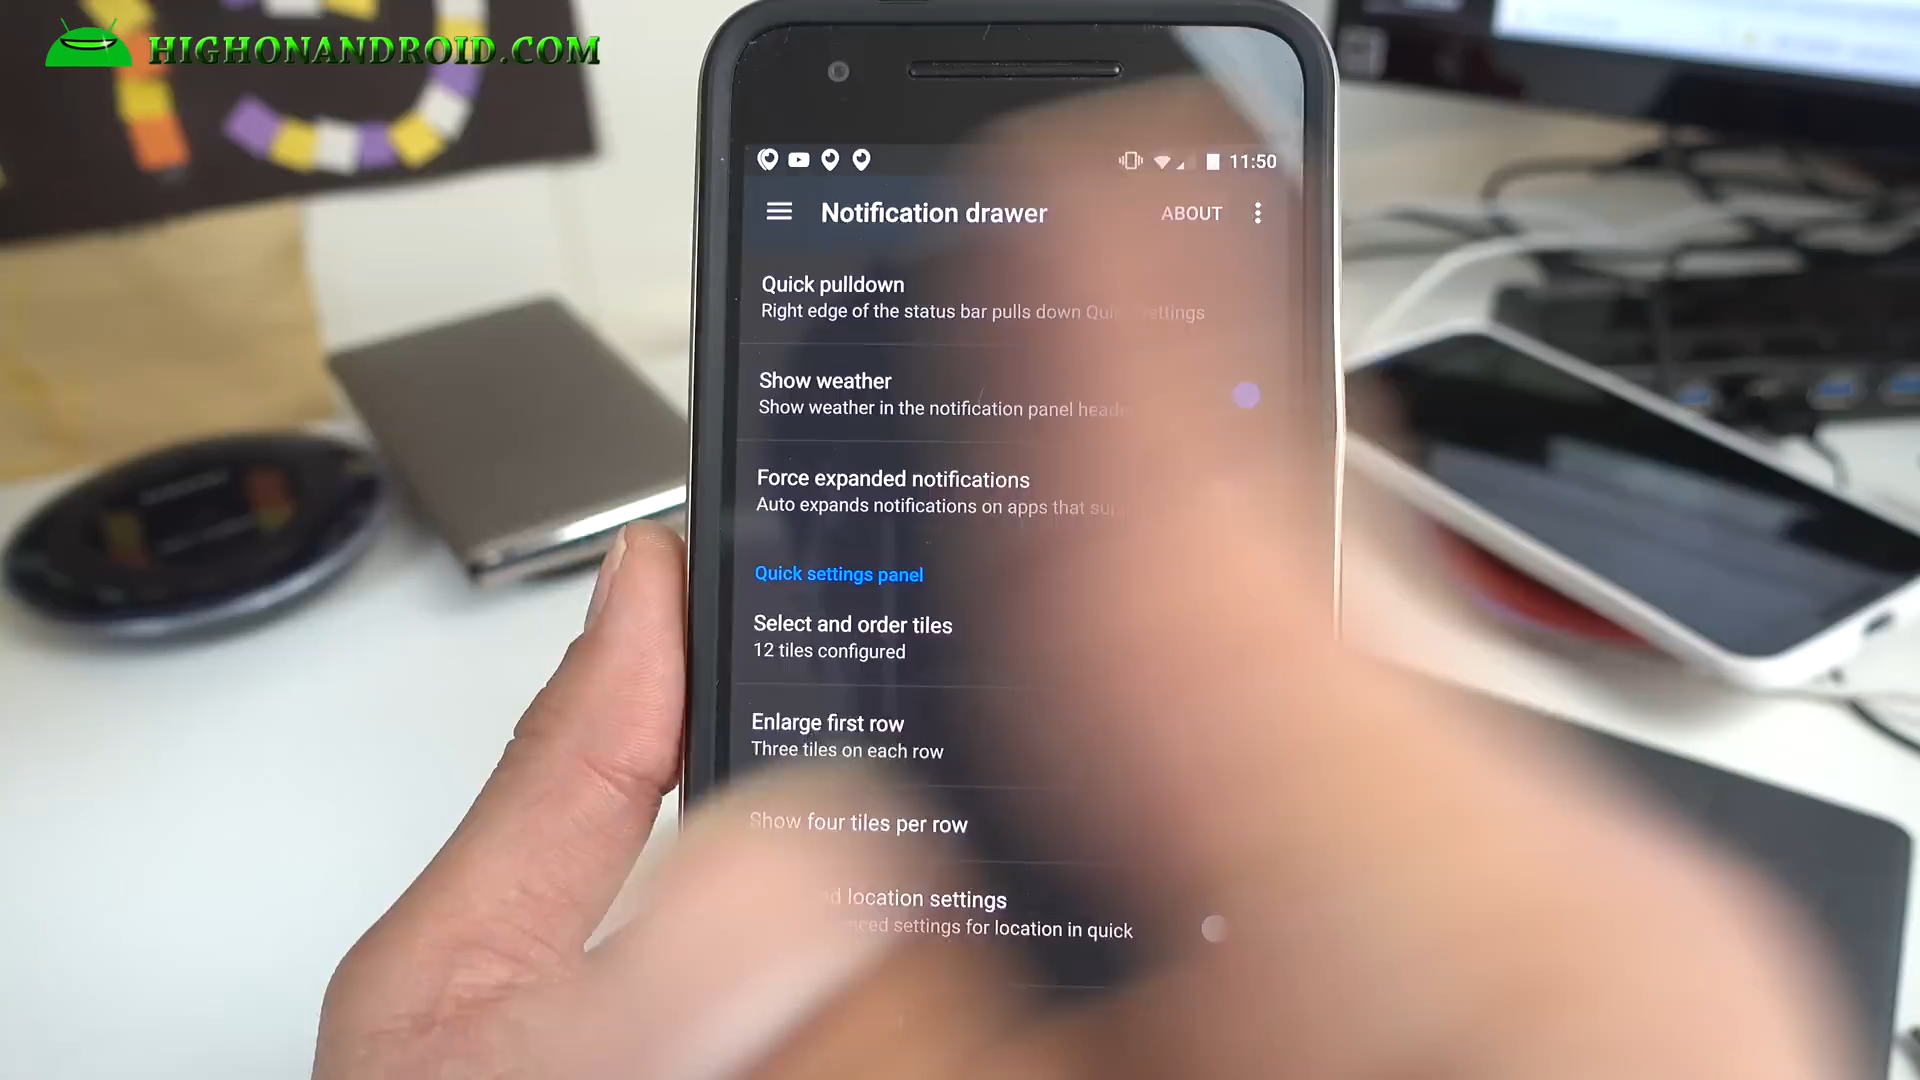 HIGHONANDROID.COM
11:50
Notification drawer ABOUT
Quick pulldown
Right edge of the status bar pulls down Quick Settings
Show weather
Show weather in the notification panel header
Force expanded notifications
Auto expands notifications on apps that
Quick settings panel
Select and order tiles
12 tiles configured
Enlarge first row
Three tiles on each row
Show four tiles per row
location settings
settings for location in quick